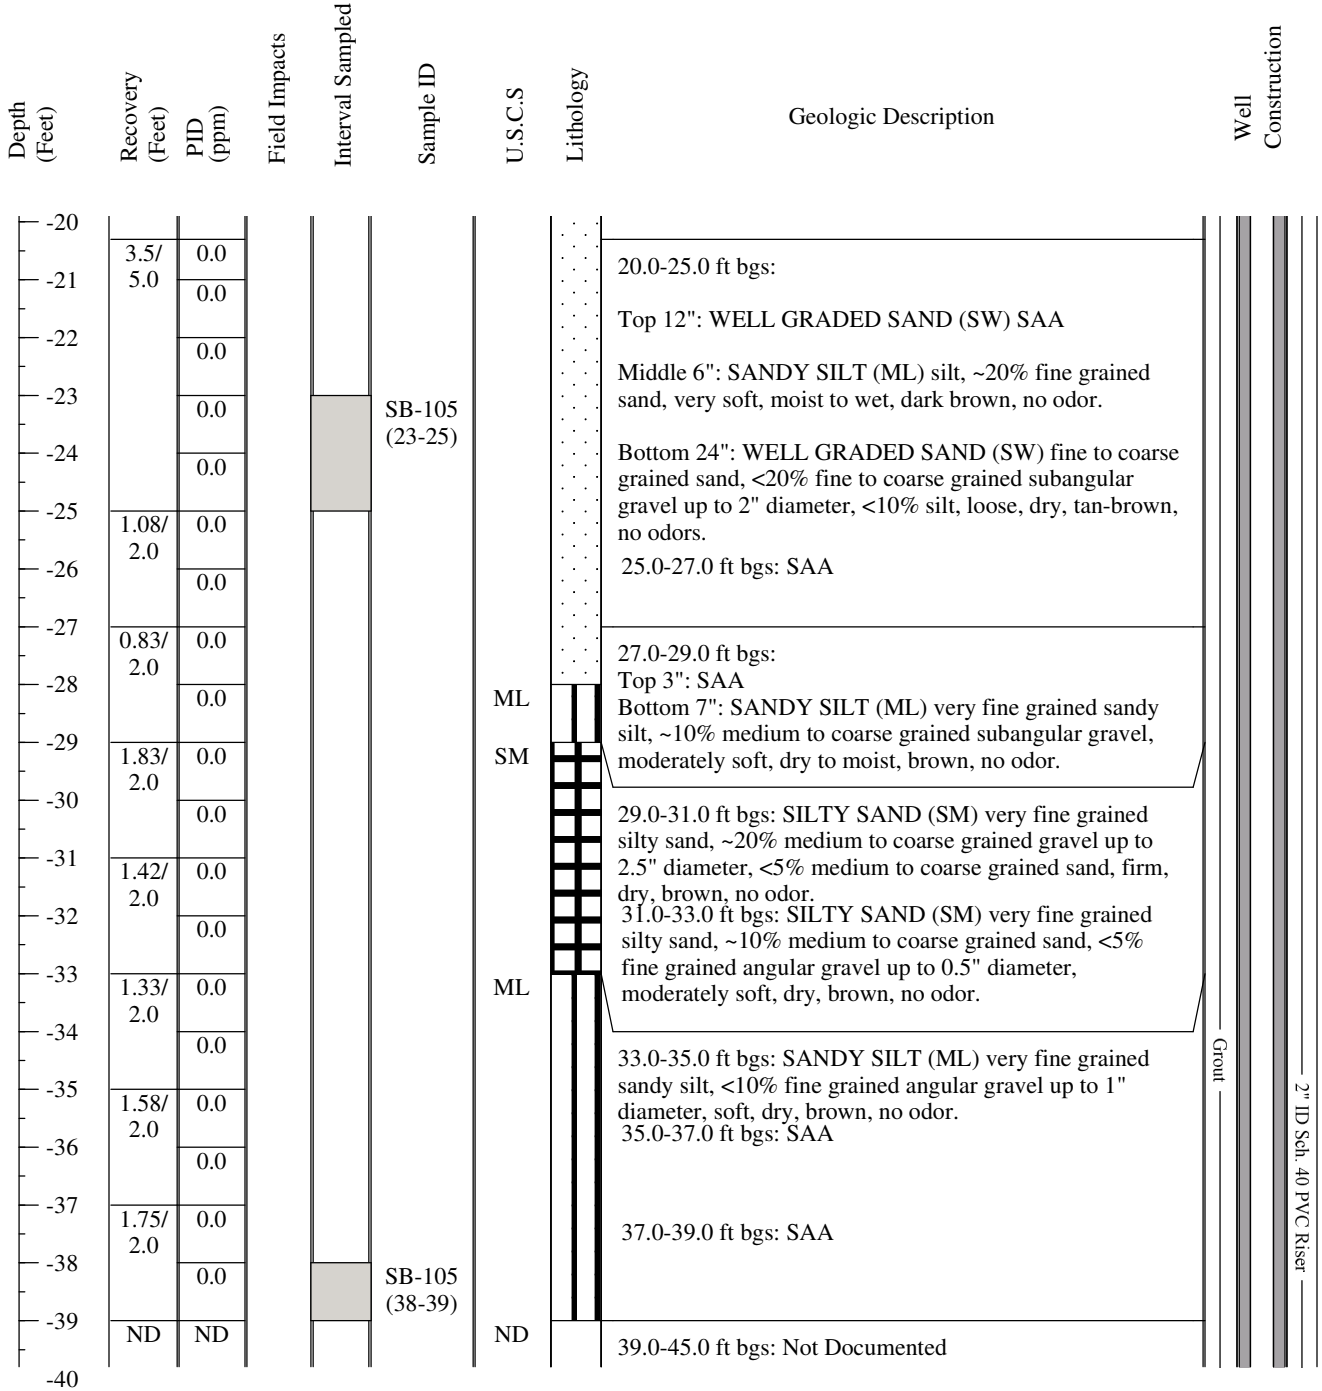 Depth
(Feet)
Recovery
(Feet)
PID
(ppm)
Field Impacts
Interval Sampled
Sample ID
U.S.C.S
Lithology
Geologic Description
Well
Construction
-20
3.5/
5.0
0.0
20.0-25.0 ft bgs:
-21
0.0
Top 12": WELL GRADED SAND (SW) SAA
-22
0.0
Middle 6": SANDY SILT (ML) silt, ~20% fine grained
sand, very soft, moist to wet, dark brown, no odor.
-23
0.0
SB-105
(23-25)
-24
0.0
Bottom 24": WELL GRADED SAND (SW) fine to coarse
grained sand, <20% fine to coarse grained subangular
gravel up to 2" diameter, <10% silt, loose, dry, tan-brown,
no odors.
-25
1.08/
2.0
0.0
25.0-27.0 ft bgs: SAA
-26
0.0
-27
0.83/
2.0
0.0
27.0-29.0 ft bgs:
Top 3": SAA
-28
0.0
ML
Bottom 7": SANDY SILT (ML) very fine grained sandy
silt, ~10% medium to coarse grained subangular gravel,
moderately soft, dry to moist, brown, no odor.
-29
1.83/
2.0
0.0
SM
-30
0.0
29.0-31.0 ft bgs: SILTY SAND (SM) very fine grained
silty sand, ~20% medium to coarse grained gravel up to
2.5" diameter, <5% medium to coarse grained sand, firm,
dry, brown, no odor.
-31
1.42/
2.0
0.0
31.0-33.0 ft bgs: SILTY SAND (SM) very fine grained
silty sand, ~10% medium to coarse grained sand, <5%
fine grained angular gravel up to 0.5" diameter,
moderately soft, dry, brown, no odor.
-32
0.0
-33
1.33/
2.0
0.0
ML
-34
0.0
33.0-35.0 ft bgs: SANDY SILT (ML) very fine grained
sandy silt, <10% fine grained angular gravel up to 1"
diameter, soft, dry, brown, no odor.
Grout
2" ID Sch. 40 PVC Riser
-35
1.58/
2.0
0.0
35.0-37.0 ft bgs: SAA
-36
0.0
-37
1.75/
2.0
0.0
37.0-39.0 ft bgs: SAA
-38
0.0
SB-105
(38-39)
-39
ND
ND
ND
39.0-45.0 ft bgs: Not Documented
-40